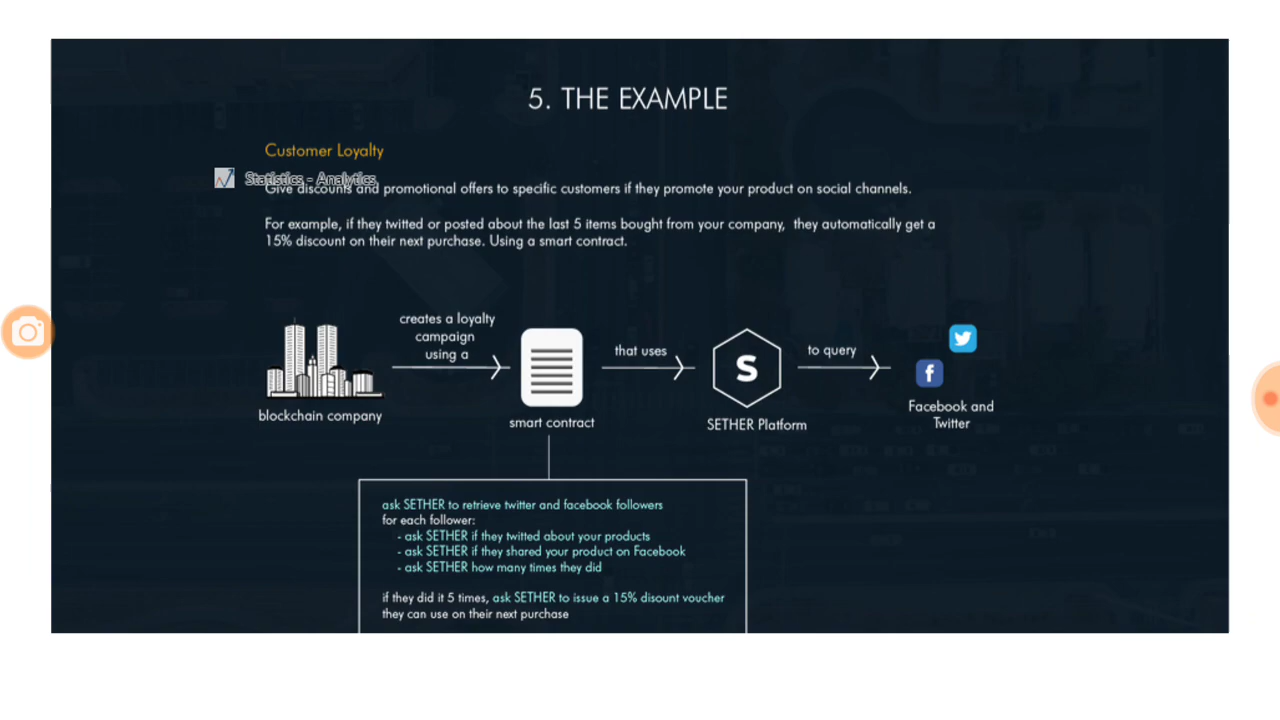 5. THE EXAMPLE
Customer Loyalty
Statistics - Analytics
Give discounts and promotional offers to specific customers if they promote your product on social channels.
For example, if they twitted or posted about the last 5 items bought from your company, they automatically get a
15% discount on their next purchase. Using a smart contract.
creates a loyalty
campaign
using a
that uses
to query
S
f
blockchain company
smart contract
SETHER Platform
Facebook and
Twitter
ask SETHER to retrieve twitter and facebook followers
for each follower:
- ask SETHER if they twitted about your products
- ask SETHER if they shared your product on Facebook
- ask SETHER how many times they did
if they did it 5 times, ask SETHER to issue a 15% disount voucher
they can use on their next purchase